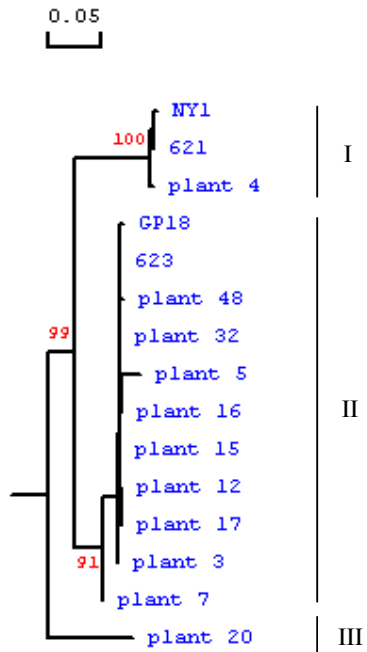 0.05
NY1
100
621
I
plant 4
GP18
623
plant 48
99
plant 32
plant 5
plant 16
II
plant 15
plant 12
plant 17
91
plant 3
plant 7
plant 20
III